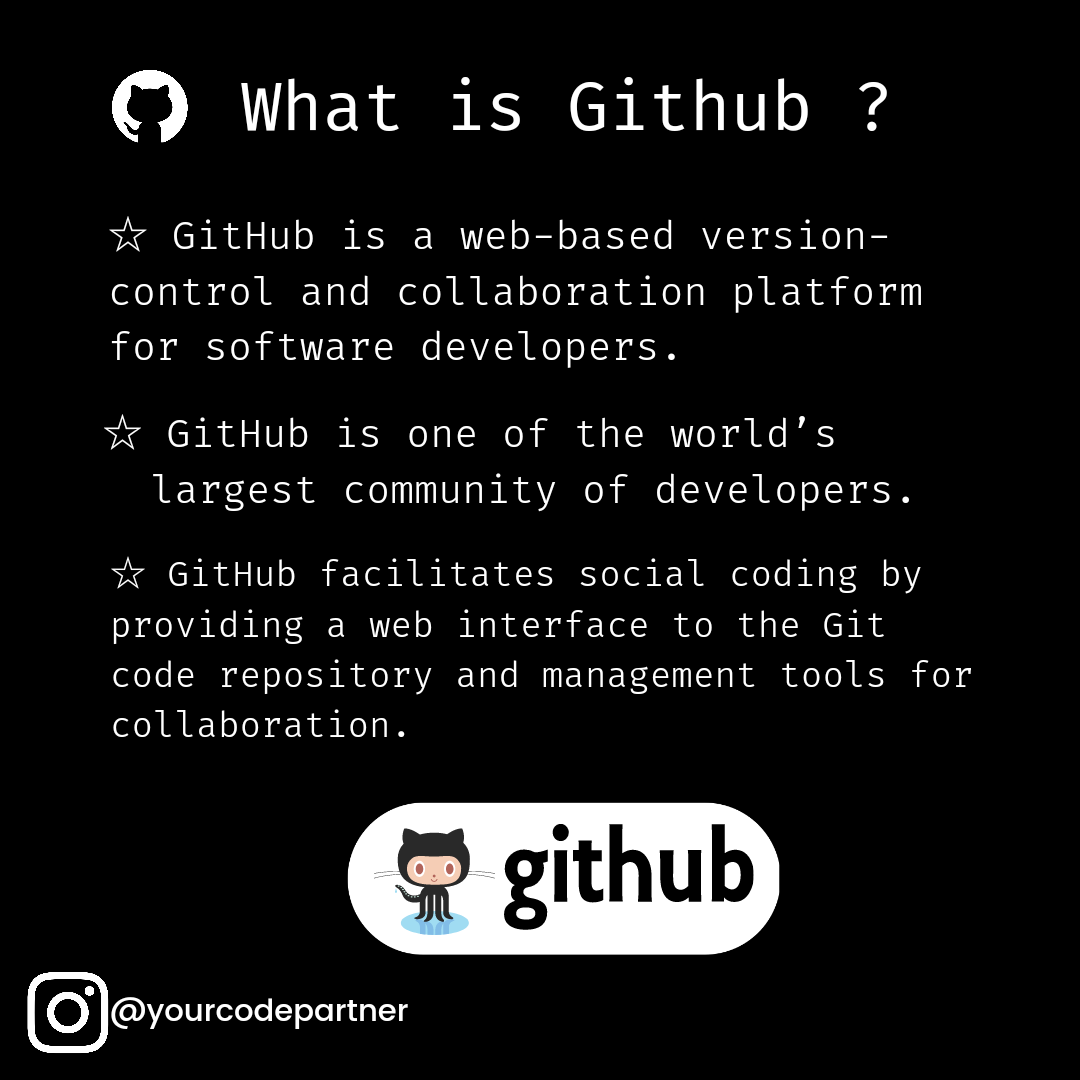 What is Github ?
☆ GitHub is a web-based version-
control and collaboration platform
for software developers.
☆ GitHub is one of the world’s
largest community of developers.
☆ GitHub facilitates social coding by
providing a web interface to the Git
code repository and management tools for
collaboration.
github
@yourcodepartner